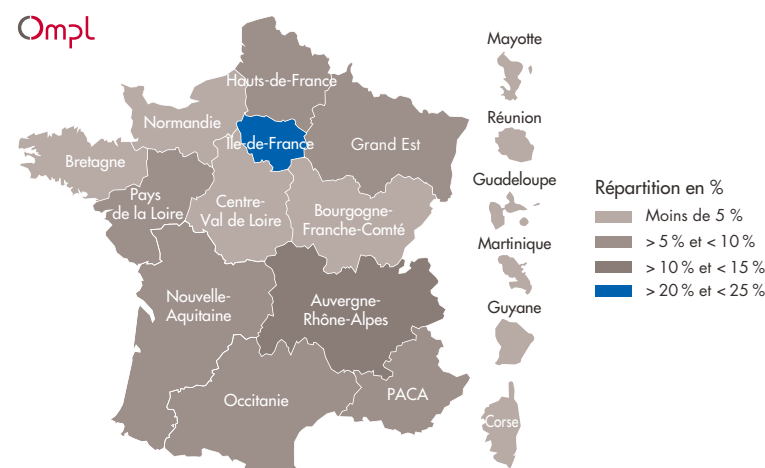 Ompl
Mayotte
Hauts-de-France
Normandie
Réunion
Île-de-France
Grand Est
Bretagne
Guadeloupe
Pays
de la Loire
Centre-
Val de Loire
Bourgogne-
Franche-Comté
Martinique
Répartition en %
Moins de 5 %
> 5 % et < 10 %
> 10 % et < 15 %
> 20 % et < 25 %
Nouvelle-
Aquitaine
Auvergne-
Rhône-Alpes
Guyane
Occitanie
PACA
Corse